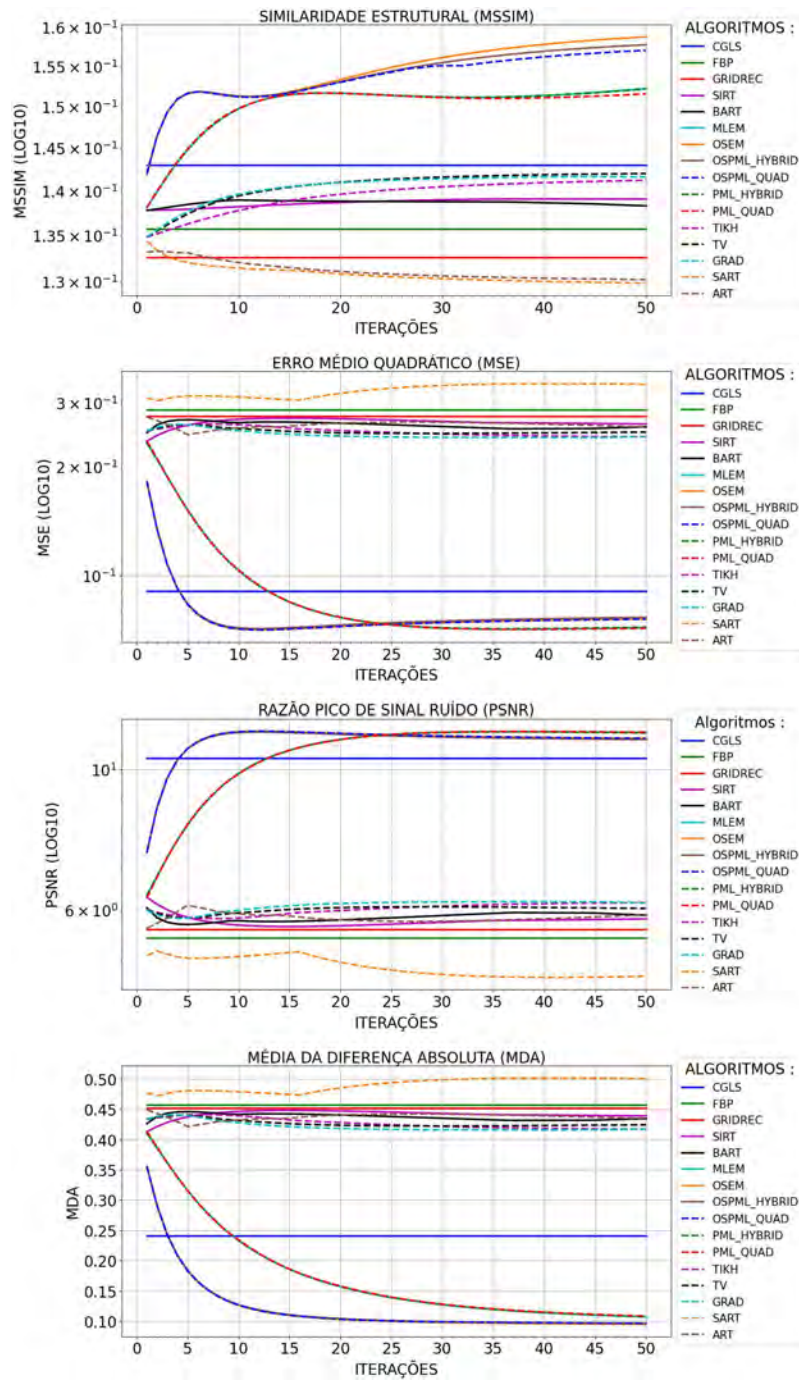 SIMILARIDADE ESTRUTURAL (MSSIM)
MSSIM (LOG10)
1.6 × 10⁻¹
1.55 × 10⁻¹
1.5 × 10⁻¹
1.45 × 10⁻¹
1.4 × 10⁻¹
1.35 × 10⁻¹
1.3 × 10⁻¹
0 5 10 15 20 25 30 35 40 45 50
ITERAÇÕES
ALGORITMOS :
CGLS
FBP
GRIDREC
SIRT
BART
MLEM
OSEM
OSPML_HYBRID
OSPML_QUAD
PML_HYBRID
PML_QUAD
TIKH
TV
GRAD
SART
ART
ERRO MÉDIO QUADRÁTICO (MSE)
MSE (LOG10)
3 × 10⁻¹
2 × 10⁻¹
10⁻¹
0 5 10 15 20 25 30 35 40 45 50
ITERAÇÕES
ALGORITMOS:
CGLS
FBP
GRIDREC
SIRT
BART
MLEM
OSEM
OSPML_HYBRID
OSPML_QUAD
PML_HYBRID
PML_QUAD
TIKH
TV
GRAD
SART
ART
RAZÃO PICO DE SINAL RUÍDO (PSNR)
PSNR (LOG10)
10¹
6 × 10⁰
0 5 10 15 20 25 30 35 40 45 50
ITERAÇÕES
Algoritmos :
CGLS
FBP
GRIDREC
SIRT
BART
MLEM
OSEM
OSPML_HYBRID
OSPML_QUAD
PML_HYBRID
PML_QUAD
TIKH
TV
GRAD
SART
ART
MÉDIA DA DIFERENÇA ABSOLUTA (MDA)
MDA
0.50
0.45
0.40
0.35
0.30
0.25
0.20
0.15
0.10
0 5 10 15 20 25 30 35 40 45 50
ITERAÇÕES
ALGORITMOS :
CGLS
FBP
GRIDREC
SIRT
BART
MLEM
OSEM
OSPML_HYBRID
OSPML_QUAD
PML_HYBRID
PML_QUAD
TIKH
TV
GRAD
SART
ART